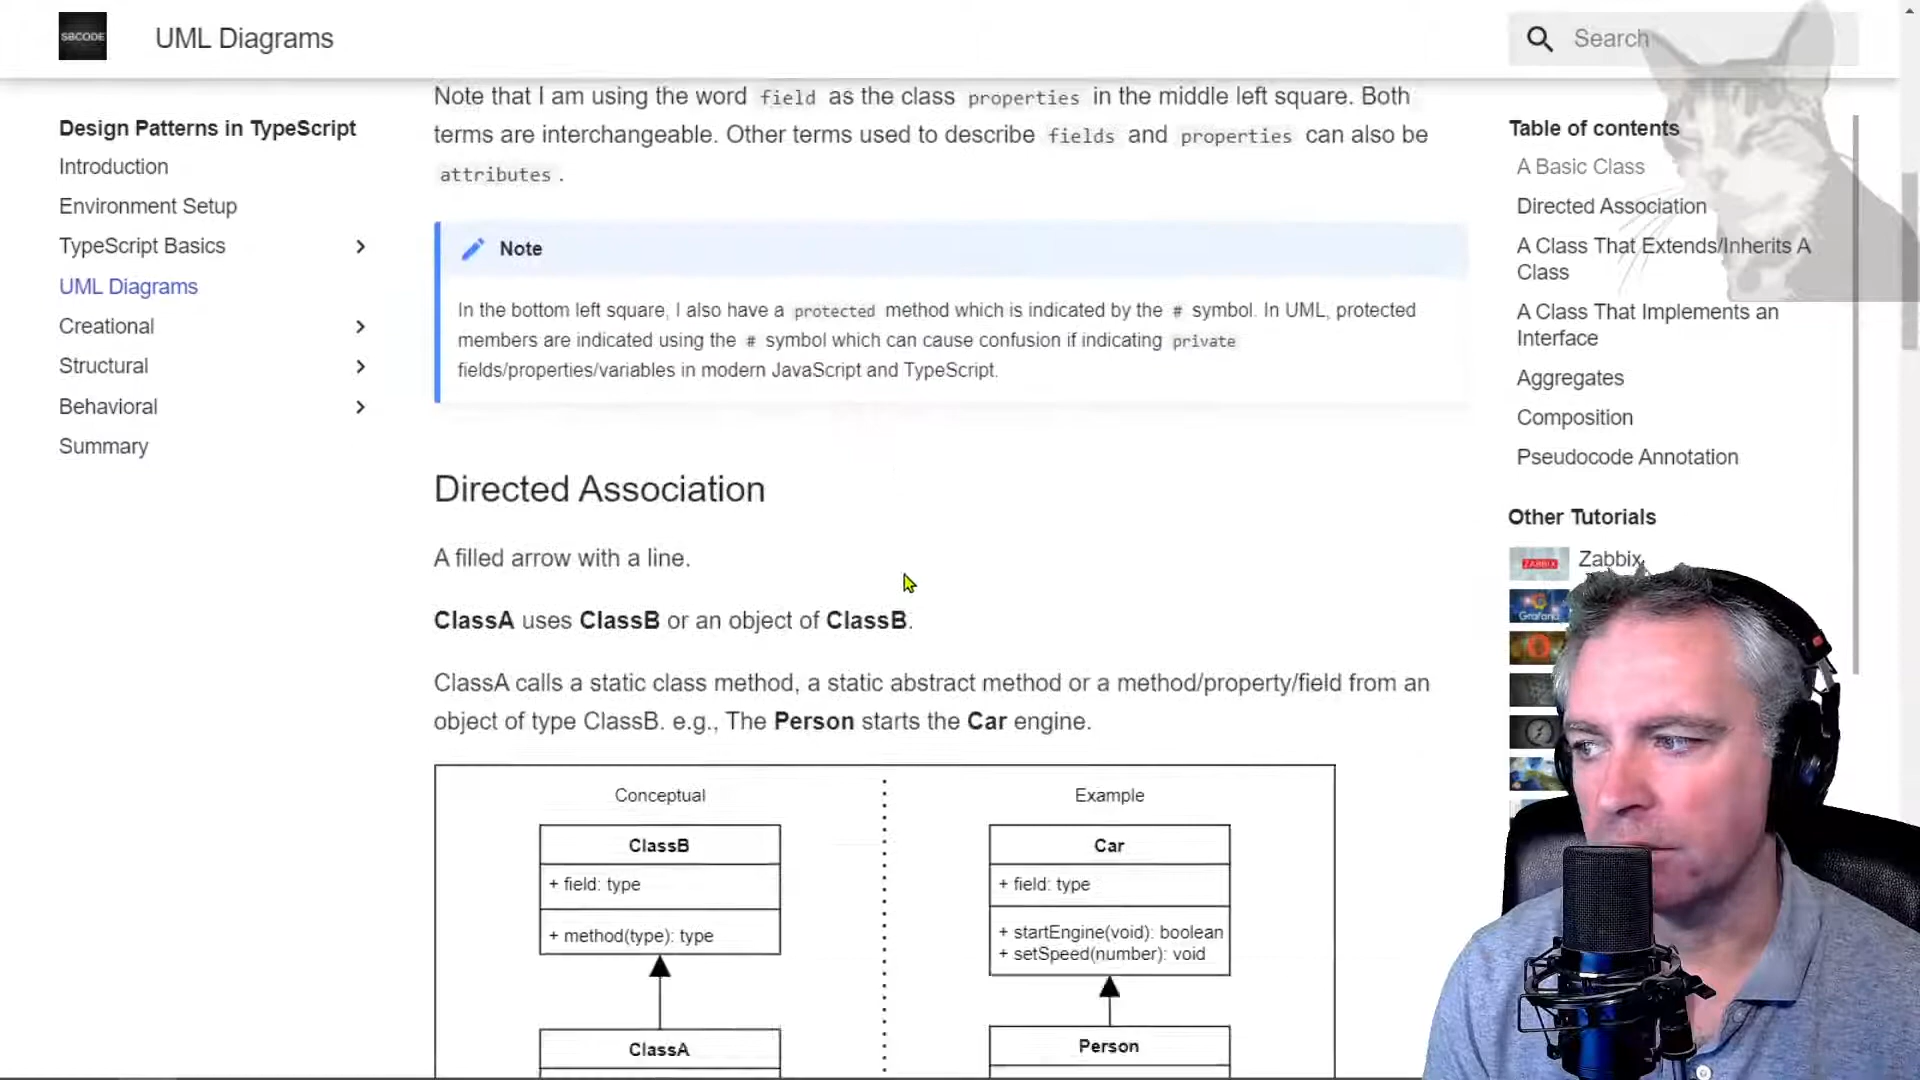 SBCODE
UML Diagrams
Search
Design Patterns in TypeScript
Introduction
Environment Setup
TypeScript Basics
UML Diagrams
Creational
Structural
Behavioral
Summary
Note that I am using the word field as the class properties in the middle left square. Both
terms are interchangeable. Other terms used to describe fields and properties can also be
attributes .
Note
In the bottom left square, I also have a protected method which is indicated by the # symbol. In UML, protected
members are indicated using the # symbol which can cause confusion if indicating private
fields/properties/variables in modern JavaScript and TypeScript.
Directed Association
A filled arrow with a line.
ClassA uses ClassB or an object of ClassB.
ClassA calls a static class method, a static abstract method or a method/property/field from an
object of type ClassB. e.g., The Person starts the Car engine.
Conceptual
ClassB
+ field: type
+ method(type): type
ClassA
Example
Car
+ field: type
+ startEngine(void): boolean
+ setSpeed(number): void
Person
Table of contents
A Basic Class
Directed Association
A Class That Extends/Inherits A
Class
A Class That Implements an
Interface
Aggregates
Composition
Pseudocode Annotation
Other Tutorials
ZABBIX
Zabbix
Grafana